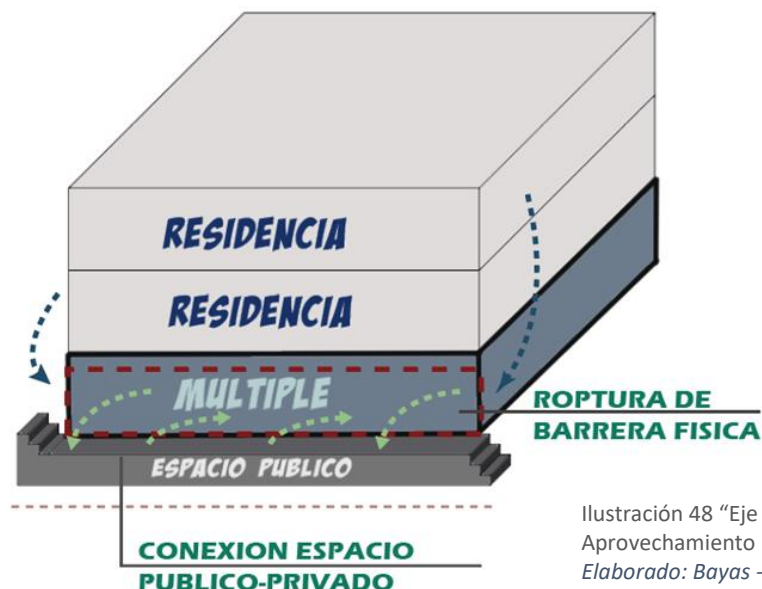 RESIDENCIA
RESIDENCIA
MULTIPLE
ROPTURA DE
BARRERA FISICA
ESPACIO PUBLICO
CONEXION ESPACIO
PUBLICO-PRIVADO
Ilustración 48 “Eje
Aprovechamiento
Elaborado: Bayas -